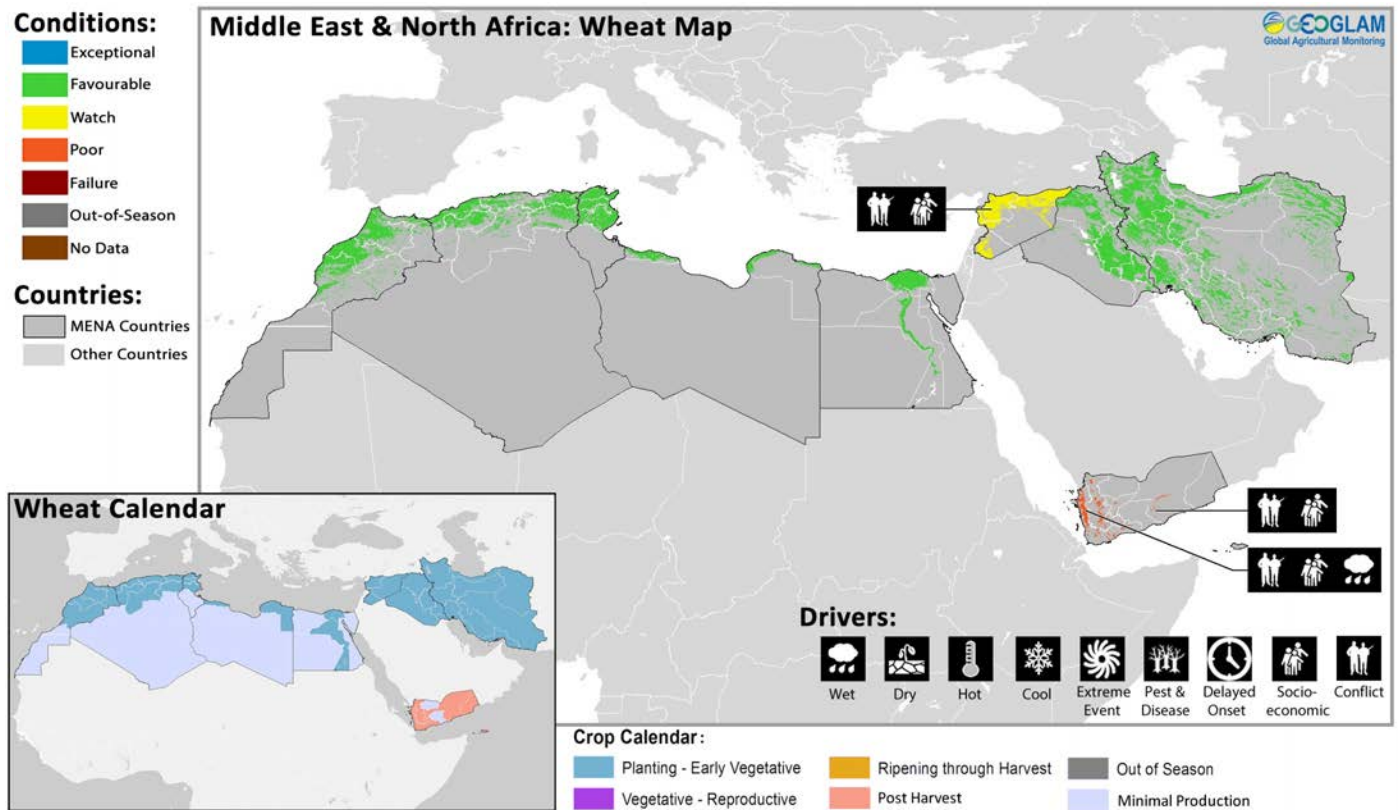 Conditions:
Exceptional
Favourable
Watch
Poor
Failure
Out-of-Season
No Data
Countries:
MENA Countries
Other Countries
Middle East & North Africa: Wheat Map
GEOGLAM
Global Agricultural Monitoring
Drivers:
Wet
Dry
Hot
Cool
Extreme
Event
Pest &
Disease
Delayed
Onset
Socio-
economic
Conflict
Wheat Calendar
Crop Calendar:
Planting - Early Vegetative
Vegetative - Reproductive
Ripening through Harvest
Post Harvest
Out of Season
Minimal Production